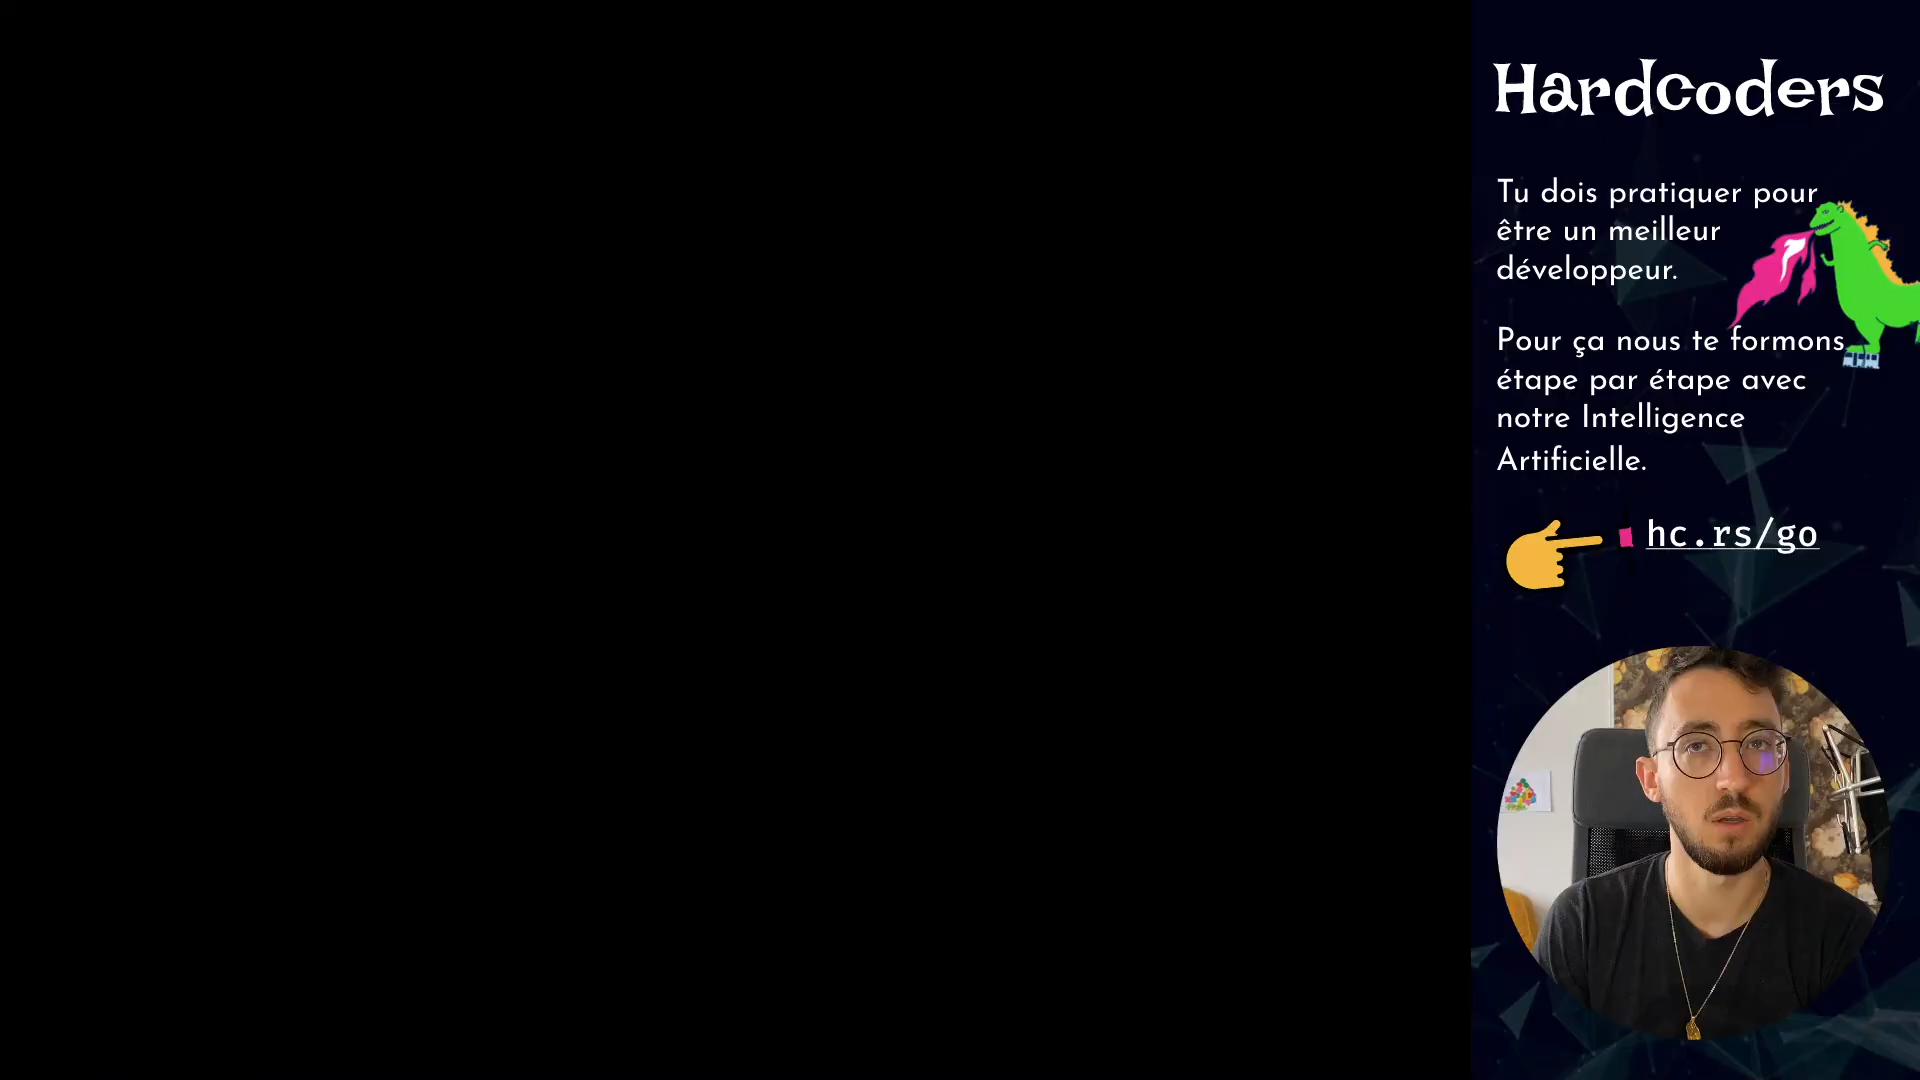 Hardcoders
Tu dois pratiquer pour
être un meilleur
développeur.
Pour ça nous te formons
étape par étape avec
notre Intelligence
Artificielle.
hc.rs/go